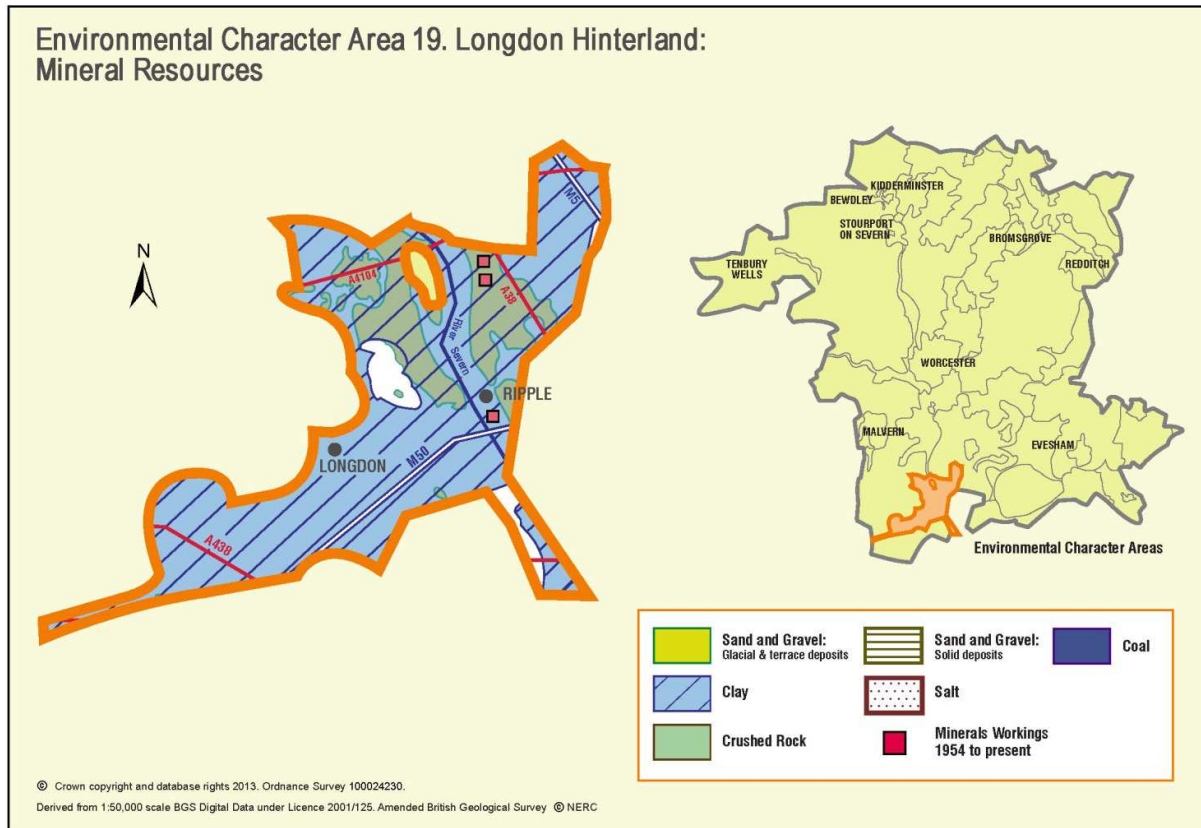 Environmental Character Area 19. Longdon Hinterland:
Mineral Resources
N
M5
A4104
A38
River Severn
RIPPLE
LONGDON
M50
A438
KIDDERMINSTER
BEWDLEY
STOURPORT
ON SEVERN
BROMSGROVE
TENBURY
WELLS
REDDITCH
WORCESTER
MALVERN
EVESHAM
Environmental Character Areas
Sand and Gravel:
Glacial & terrace deposits
Sand and Gravel:
Solid deposits
Coal
Clay
Salt
Crushed Rock
Minerals Workings
1954 to present
© Crown copyright and database rights 2013. Ordnance Survey 100024230.
Derived from 1:50,000 scale BGS Digital Data under Licence 2001/125. Amended British Geological Survey © NERC